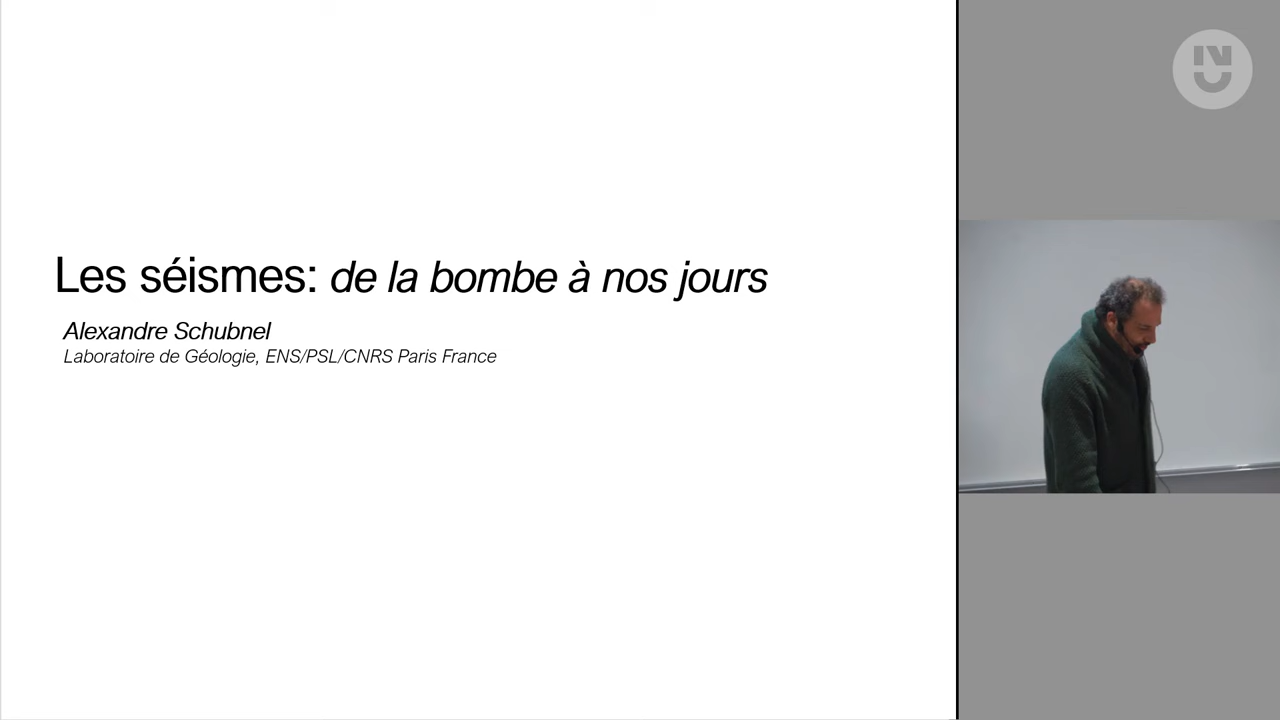 Les séismes: de la bombe à nos jours
Alexandre Schubnel
Laboratoire de Géologie, ENS/PSL/CNRS Paris France